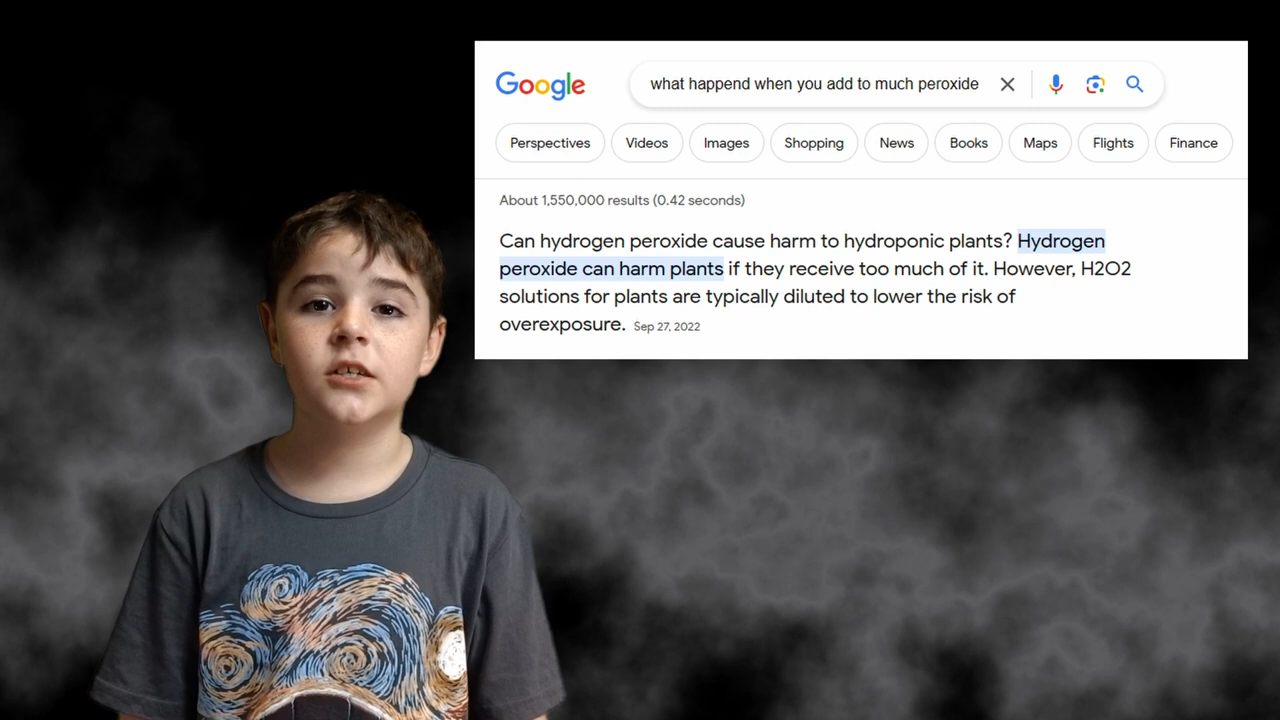 Google
what happend when you add to much peroxide
Perspectives Videos Images Shopping News Books Maps Flights Finance
About 1,550,000 results (0.42 seconds)
Can hydrogen peroxide cause harm to hydroponic plants? Hydrogen
peroxide can harm plants if they receive too much of it. However, H2O2
solutions for plants are typically diluted to lower the risk of
overexposure. Sep 27, 2022